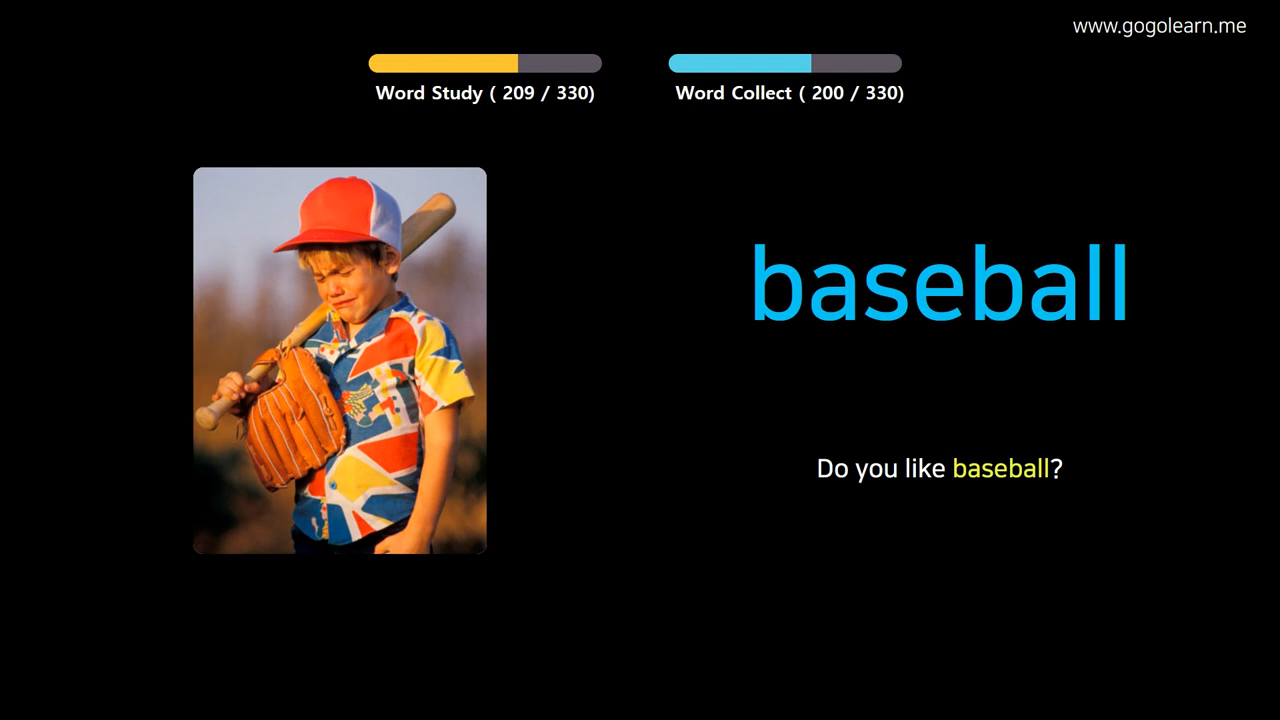 www.gogolearn.me
Word Study ( 209 / 330)
Word Collect ( 200 / 330)
baseball
Do you like baseball?